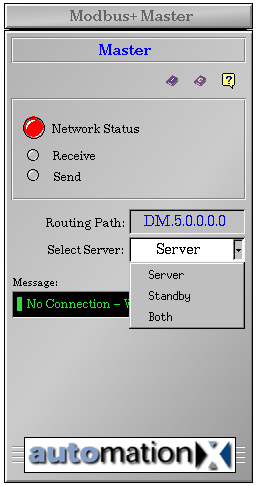 Modbus+ Master
Master
?
Network Status
Receive
Send
Routing Path: DM.5.0.0.0.0
Select Server: Server
Server
Standby
Both
Message:
No Connection – 
automationX